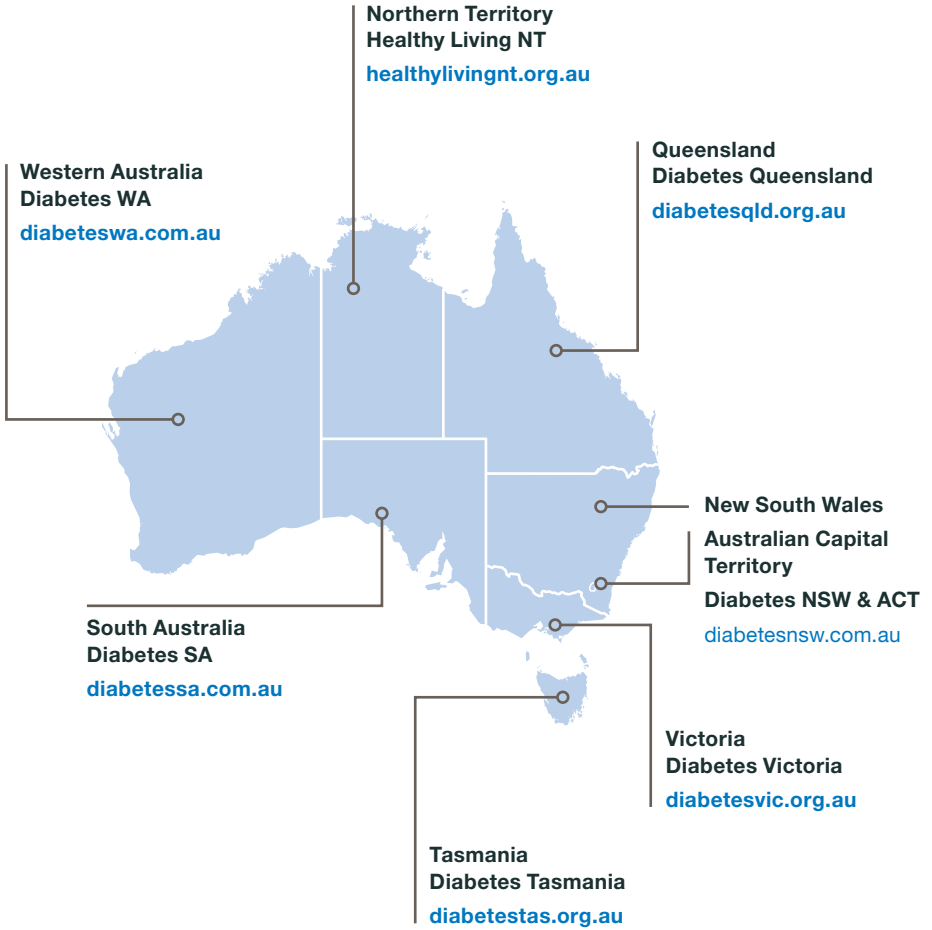 Northern Territory
Healthy Living NT
healthylivingnt.org.au
Western Australia
Diabetes WA
diabeteswa.com.au
Queensland
Diabetes Queensland
diabetesqld.org.au
New South Wales
Australian Capital
Territory
Diabetes NSW & ACT
diabetesnsw.com.au
South Australia
Diabetes SA
diabetessa.com.au
Victoria
Diabetes Victoria
diabetesvic.org.au
Tasmania
Diabetes Tasmania
diabetestas.org.au